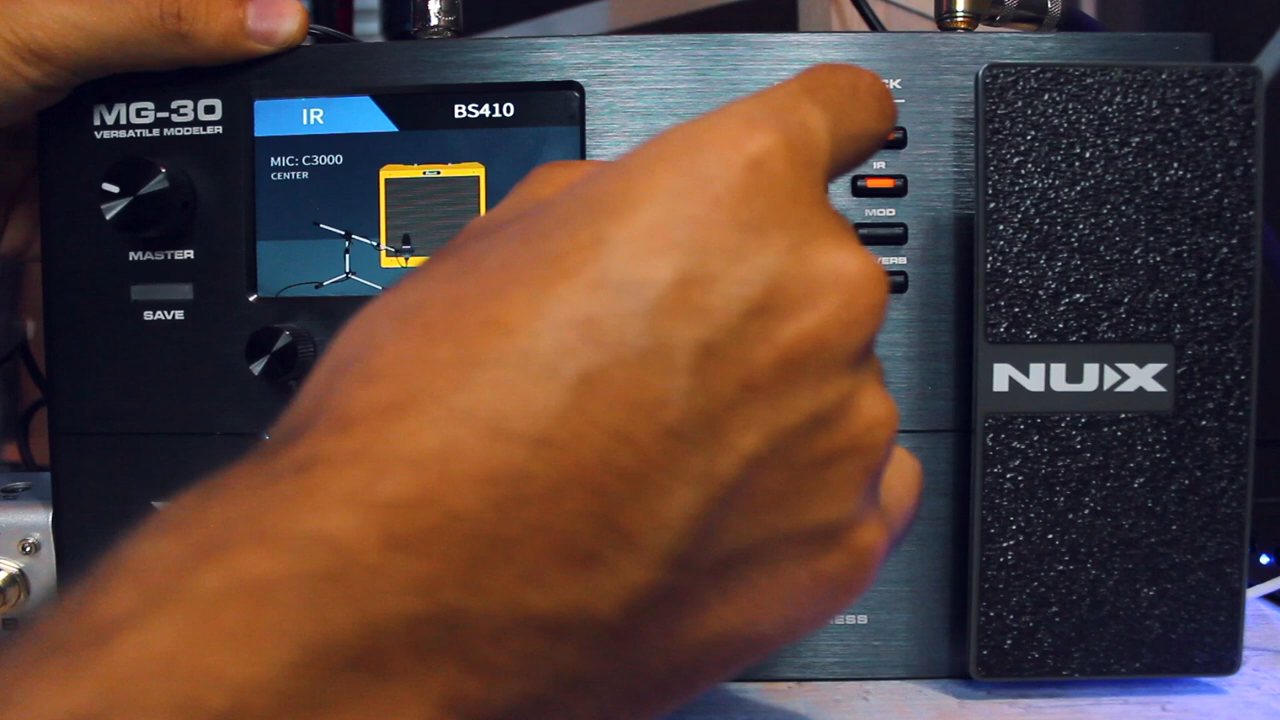 MG-30
VERSATILE MODELER
IR
BS410
MIC: C3000
CENTER
MASTER
SAVE
IR
MOD
NUX